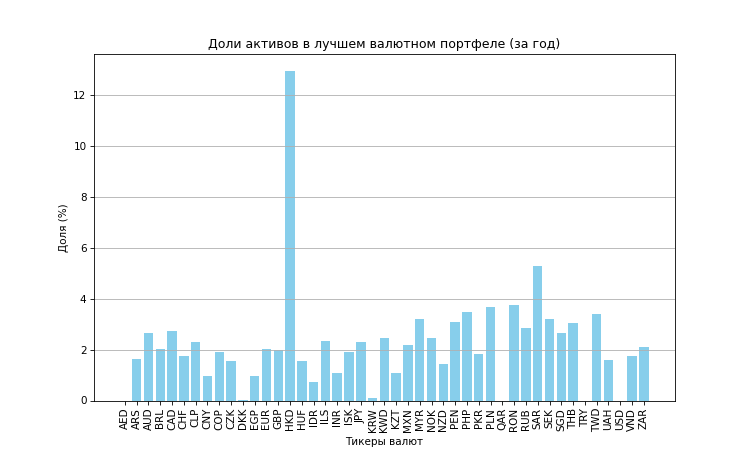 Доли активов в лучшем валютном портфеле (за год)
Доля (%)
12
10
8
6
4
2
0
AED ARS AUD BRL CAD CHF CLP CNY COP CZK DKK EGP EUR GBP HKD HUF IDR ILS INR ISK JPY KRW KWD KZT MXN MYR NOK NZD PEN PHP PKR PLN QAR RON RUB SAR SEK SGD THB TRY TWD UAH USD VND ZAR
Тикеры валют